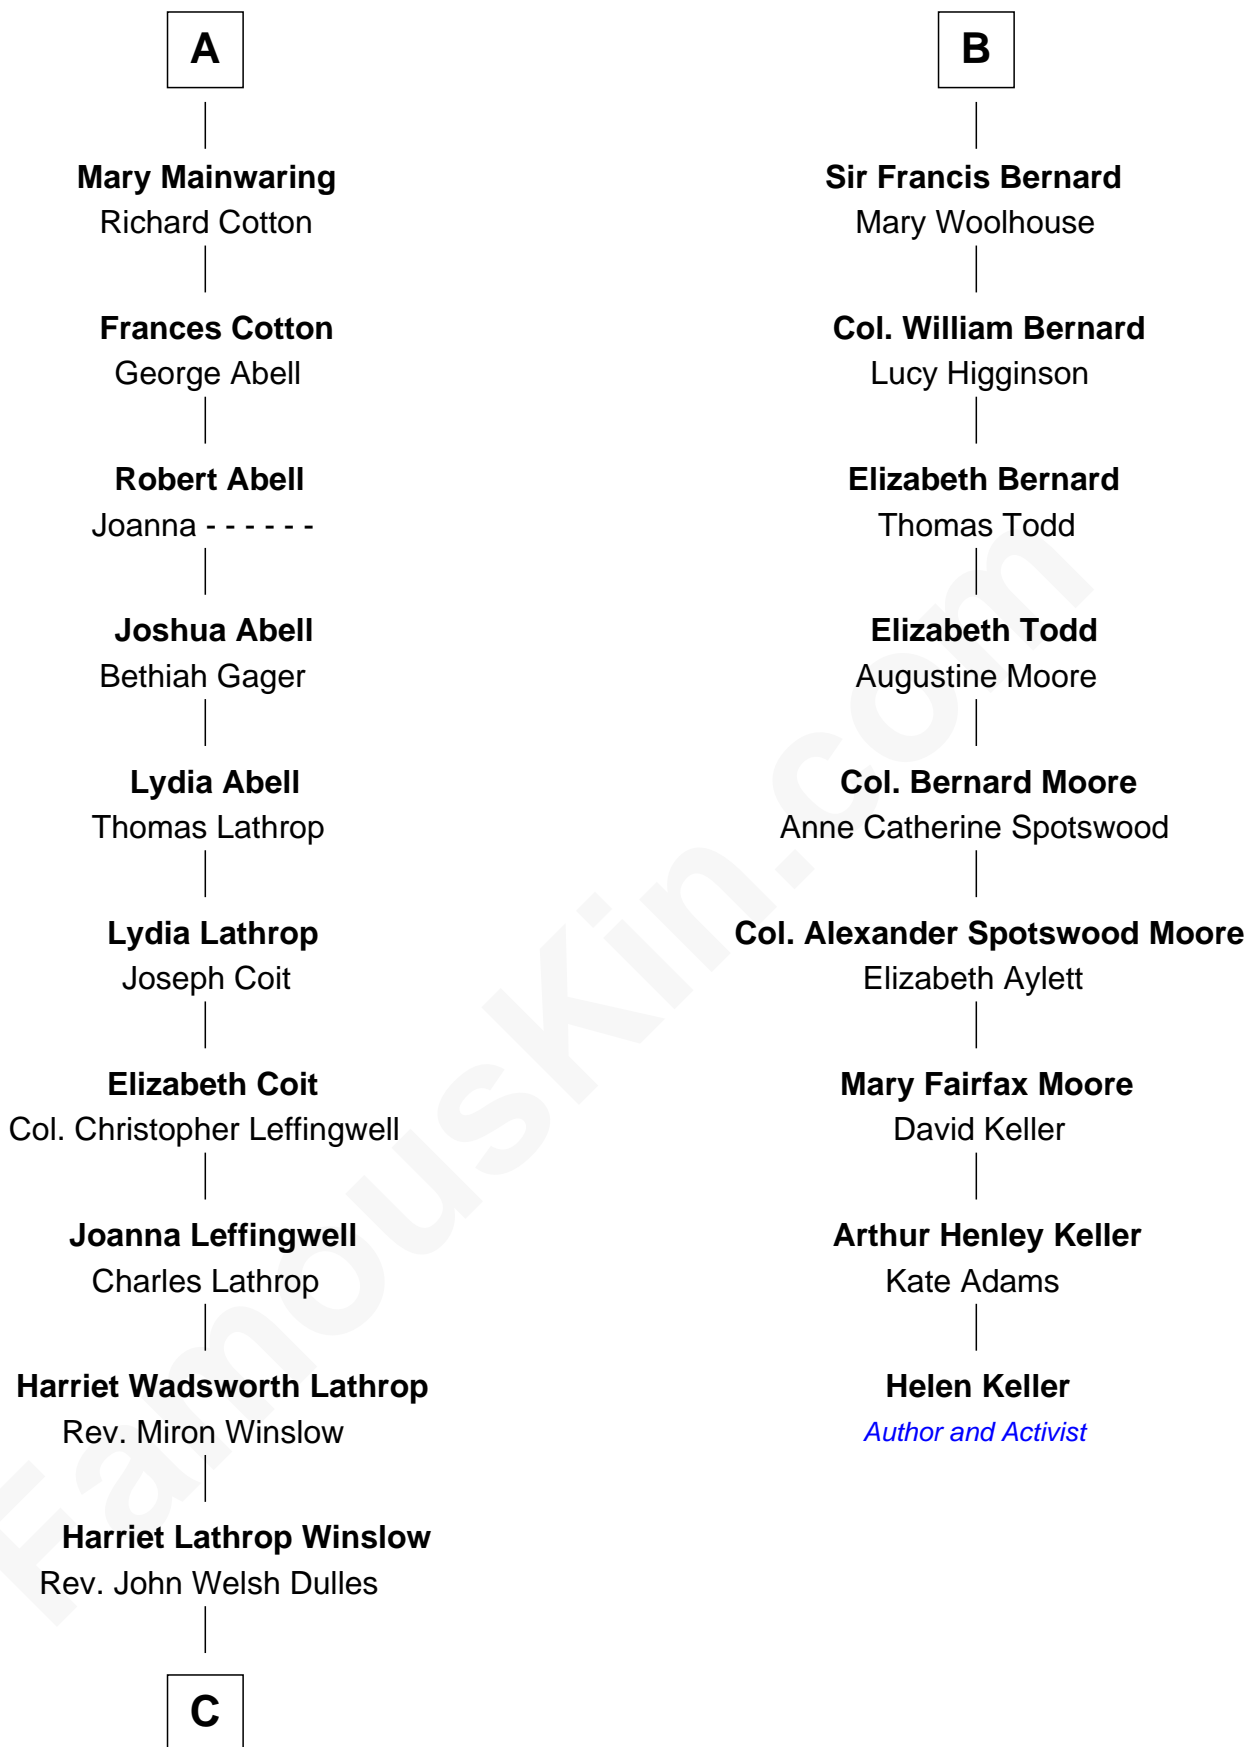 A
Mary Mainwaring
Richard Cotton
Frances Cotton
George Abell
Robert Abell
Joanna - - - - - -
Joshua Abell
Bethiah Gager
Lydia Abell
Thomas Lathrop
Lydia Lathrop
Joseph Coit
Elizabeth Coit
Col. Christopher Leffingwell
Joanna Leffingwell
Charles Lathrop
Harriet Wadsworth Lathrop
Rev. Miron Winslow
Harriet Lathrop Winslow
Rev. John Welsh Dulles
C
B
Sir Francis Bernard
Mary Woolhouse
Col. William Bernard
Lucy Higginson
Elizabeth Bernard
Thomas Todd
Elizabeth Todd
Augustine Moore
Col. Bernard Moore
Anne Catherine Spotswood
Col. Alexander Spotswood Moore
Elizabeth Aylett
Mary Fairfax Moore
David Keller
Arthur Henley Keller
Kate Adams
Helen Keller
Author and Activist
FamousKin.com